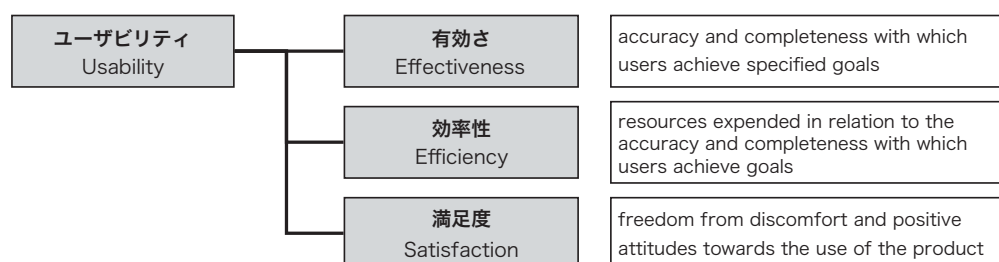 ユーザビリティ
Usability
有効さ
Effectiveness
accuracy and completeness with which
users achieve specified goals
効率性
Efficiency
resources expended in relation to the
accuracy and completeness with which
users achieve goals
満足度
Satisfaction
freedom from discomfort and positive
attitudes towards the use of the product